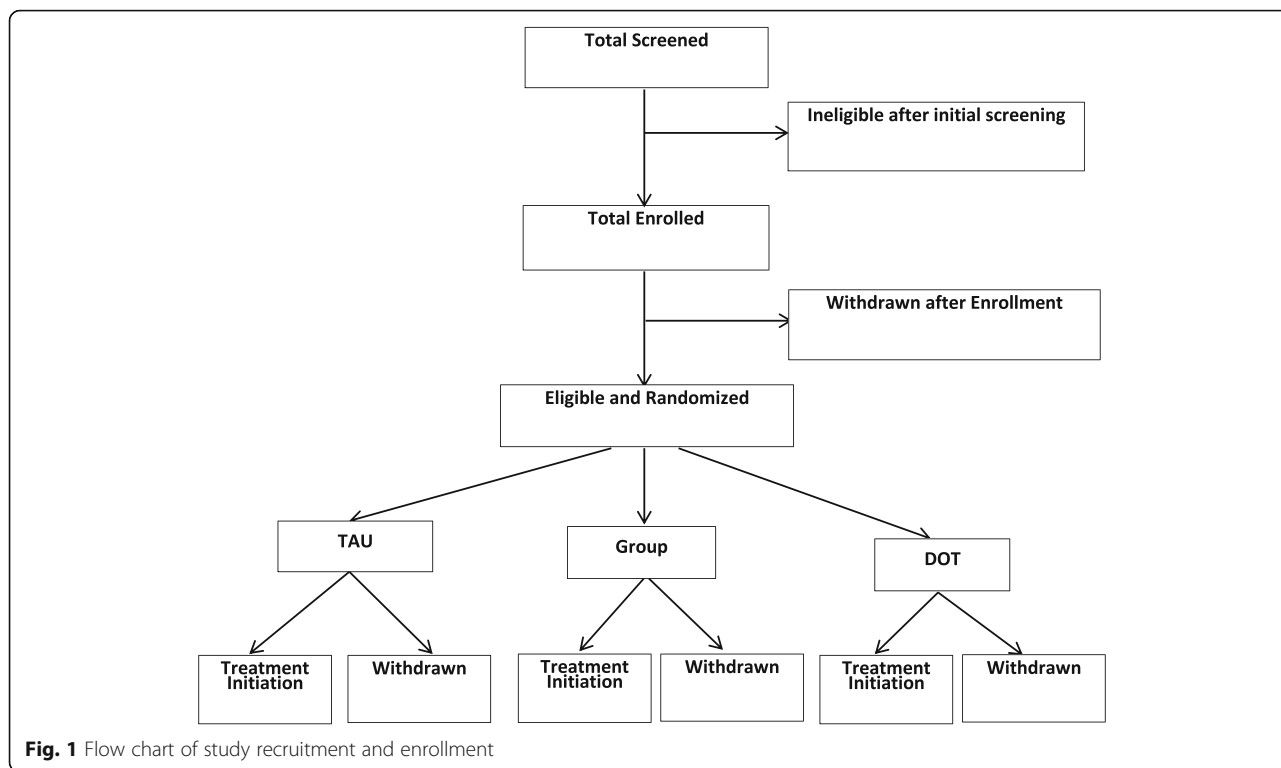 Total Screened
Ineligible after initial screening
Total Enrolled
Withdrawn after Enrollment
Eligible and Randomized
TAU
Group
DOT
Treatment
Initiation
Withdrawn
Treatment
Initiation
Withdrawn
Treatment
Initiation
Withdrawn
Fig. 1 Flow chart of study recruitment and enrollment